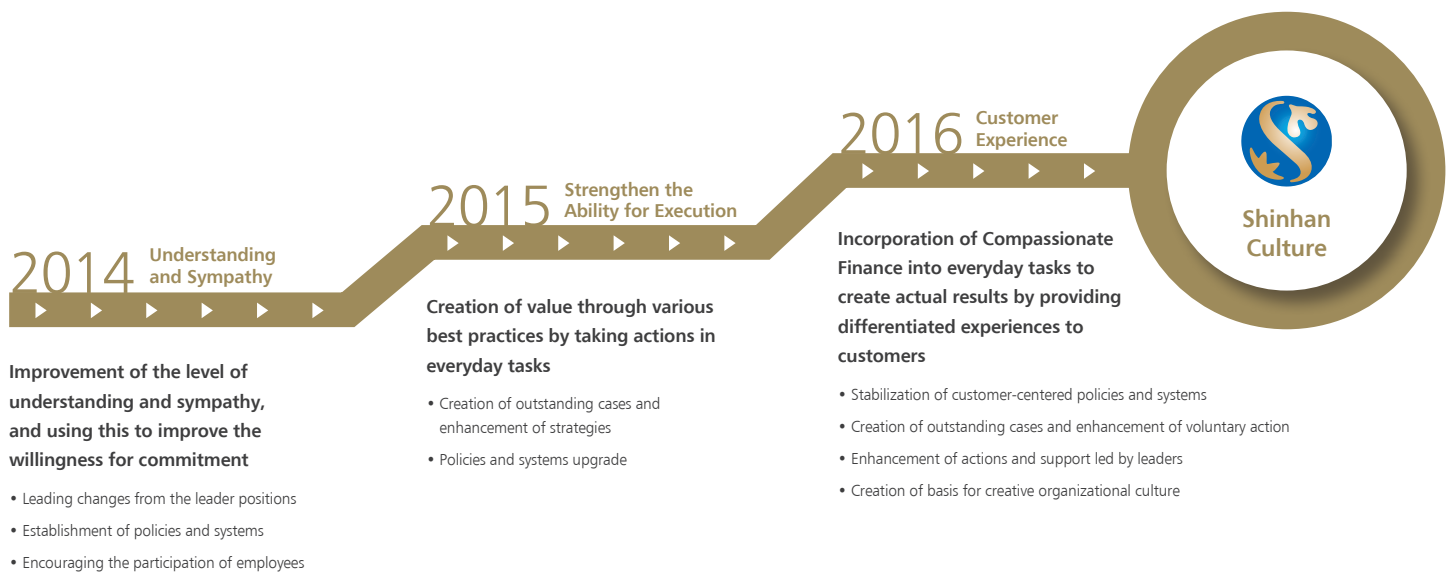 2014
Understanding
and Sympathy
Improvement of the level of
understanding and sympathy,
and using this to improve the
willingness for commitment
• Leading changes from the leader positions
• Establishment of policies and systems
• Encouraging the participation of employees
2015
Strengthen the
Ability for Execution
Creation of value through various
best practices by taking actions in
everyday tasks
• Creation of outstanding cases and
enhancement of strategies
• Policies and systems upgrade
2016
Customer
Experience
Incorporation of Compassionate
Finance into everyday tasks to
create actual results by providing
differentiated experiences to
customers
• Stabilization of customer-centered policies and systems
• Creation of outstanding cases and enhancement of voluntary action
• Enhancement of actions and support led by leaders
• Creation of basis for creative organizational culture
Shinhan
Culture